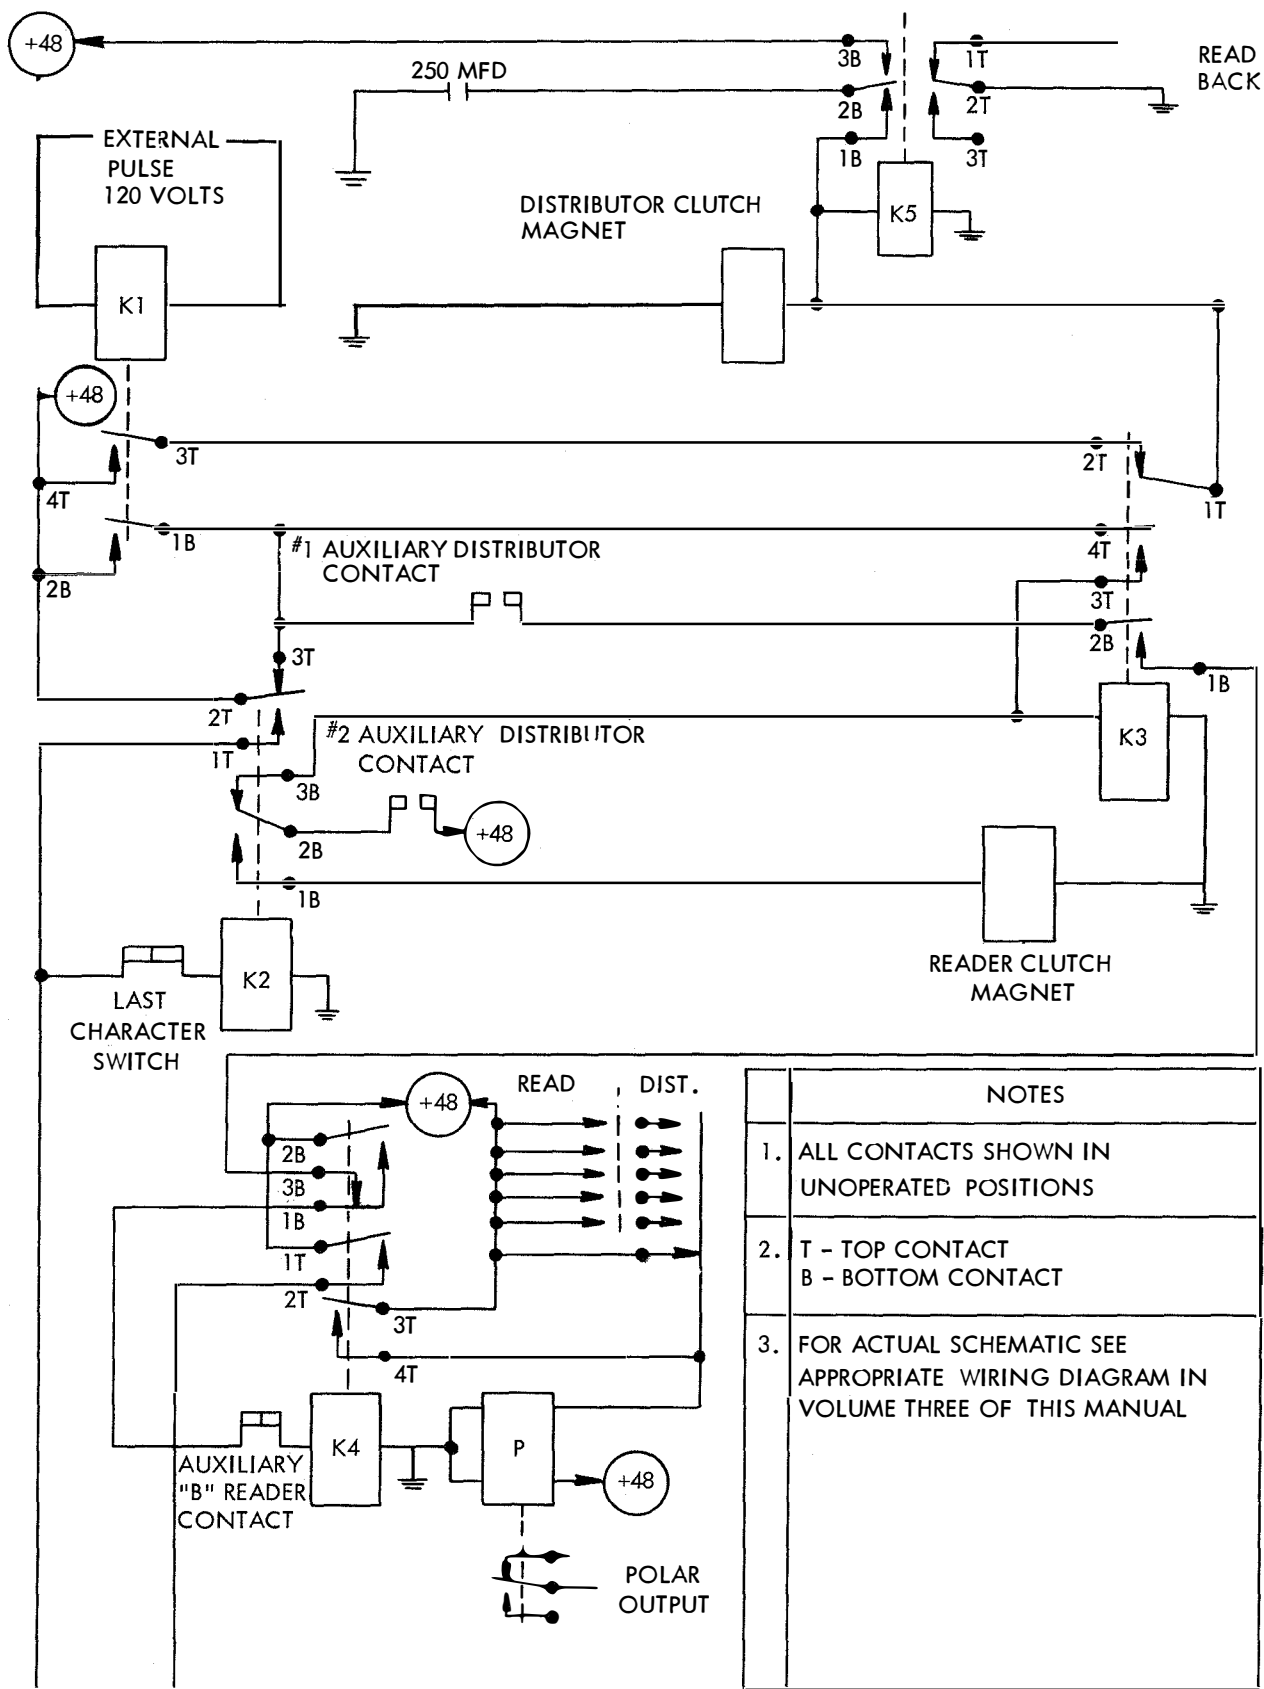 +48
3B
1T
READ
BACK
250 MFD
2B
2T
1B
3T
EXTERNAL
PULSE
120 VOLTS
DISTRIBUTOR CLUTCH
MAGNET
K5
K1
+48
3T
2T
4T
1T
1B
#1 AUXILIARY DISTRIBUTOR
CONTACT
4T
2B
3T
2B
3T
1B
2T
#2 AUXILIARY DISTRIBUTOR
CONTACT
K3
1T
3B
+48
2B
1B
K2
READER CLUTCH
MAGNET
LAST
CHARACTER
SWITCH
READ
DIST.
+48
2B
3B
1B
1T
2T
3T
4T
K4
P
AUXILIARY
"B" READER
CONTACT
+48
POLAR
OUTPUT
NOTES
1. ALL CONTACTS SHOWN IN
UNOPERATED POSITIONS
2. T - TOP CONTACT
B - BOTTOM CONTACT
3. FOR ACTUAL SCHEMATIC SEE
APPROPRIATE WIRING DIAGRAM IN
VOLUME THREE OF THIS MANUAL